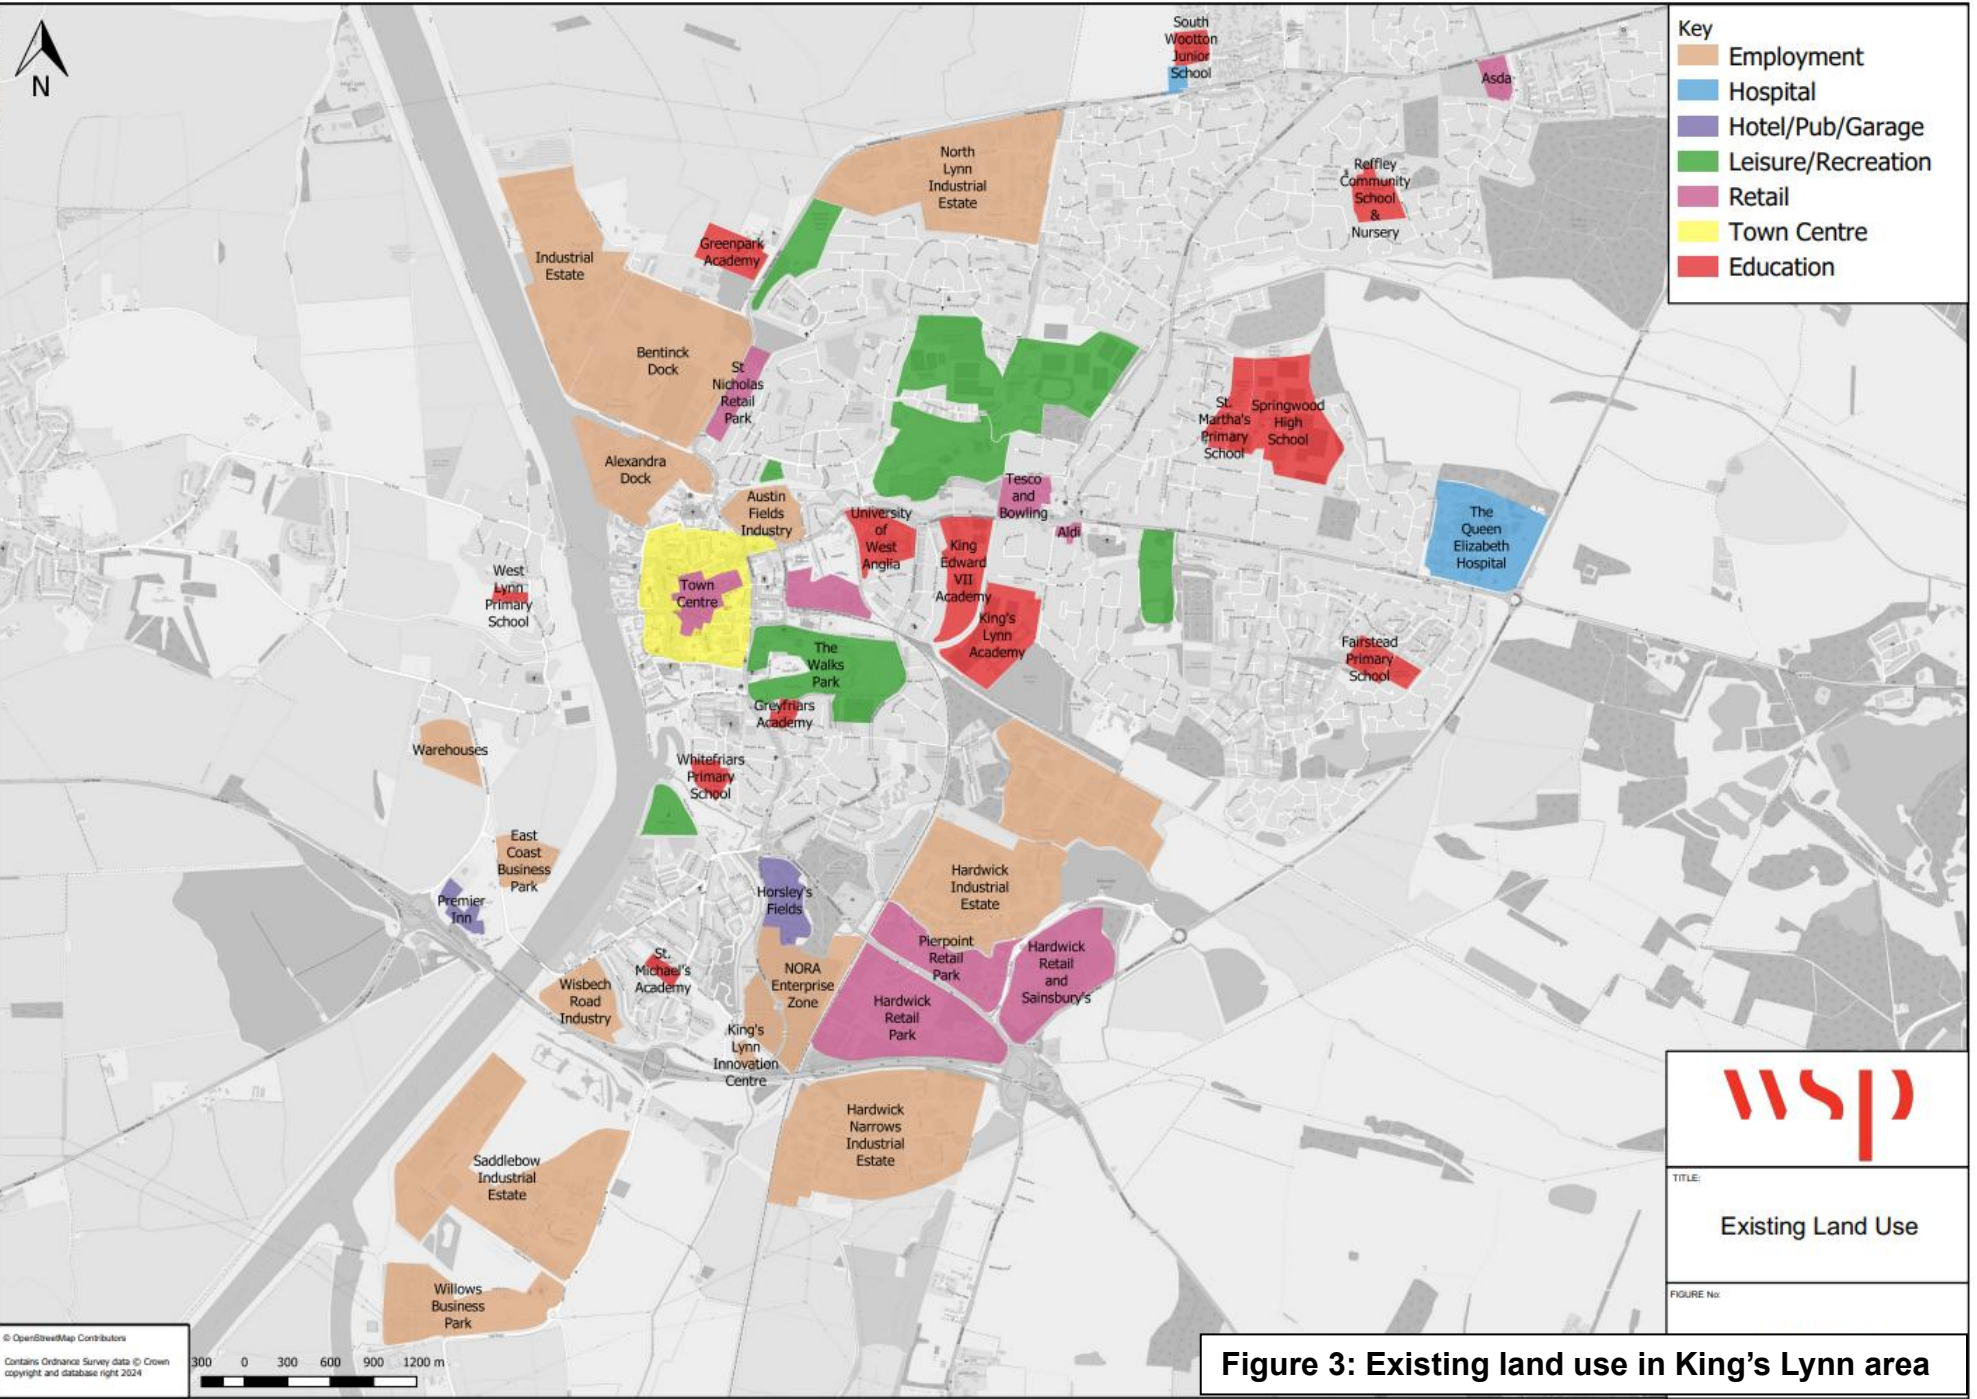 N
Key
Employment
Hospital
Hotel/Pub/Garage
Leisure/Recreation
Retail
Town Centre
Education
South
Wootton
Junior
School
Asda
North
Lynn
Industrial
Estate
Reffley
Community
School
&
Nursery
Greenpark
Academy
Industrial
Estate
Bentinck
Dock
St
Nicholas
Retail
Park
St.
Martha's
Primary
School
Springwood
High
School
Alexandra
Dock
Austin
Fields
Industry
University
of
West
Anglia
Tesco
and
Bowling
Aldi
King
Edward
VII
Academy
The
Queen
Elizabeth
Hospital
West
Lynn
Primary
School
Town
Centre
King's
Lynn
Academy
The
Walks
Park
Fairstead
Primary
School
Greyfriars
Academy
Warehouses
Whitefriars
Primary
School
East
Coast
Business
Park
Premier
Inn
Horsley's
Fields
Hardwick
Industrial
Estate
Pierpoint
Retail
Park
Hardwick
Retail
and
Sainsbury's
St.
Michael's
Academy
NORA
Enterprise
Zone
Wisbech
Road
Industry
Hardwick
Retail
Park
King's
Lynn
Innovation
Centre
Hardwick
Narrows
Industrial
Estate
Saddlebow
Industrial
Estate
Willows
Business
Park
wsp
TITLE:
Existing Land Use
FIGURE No:
© OpenStreetMap Contributors
Contains Ordnance Survey data © Crown
copyright and database right 2024
300 0 300 600 900 1200 m
Figure 3: Existing land use in King’s Lynn area